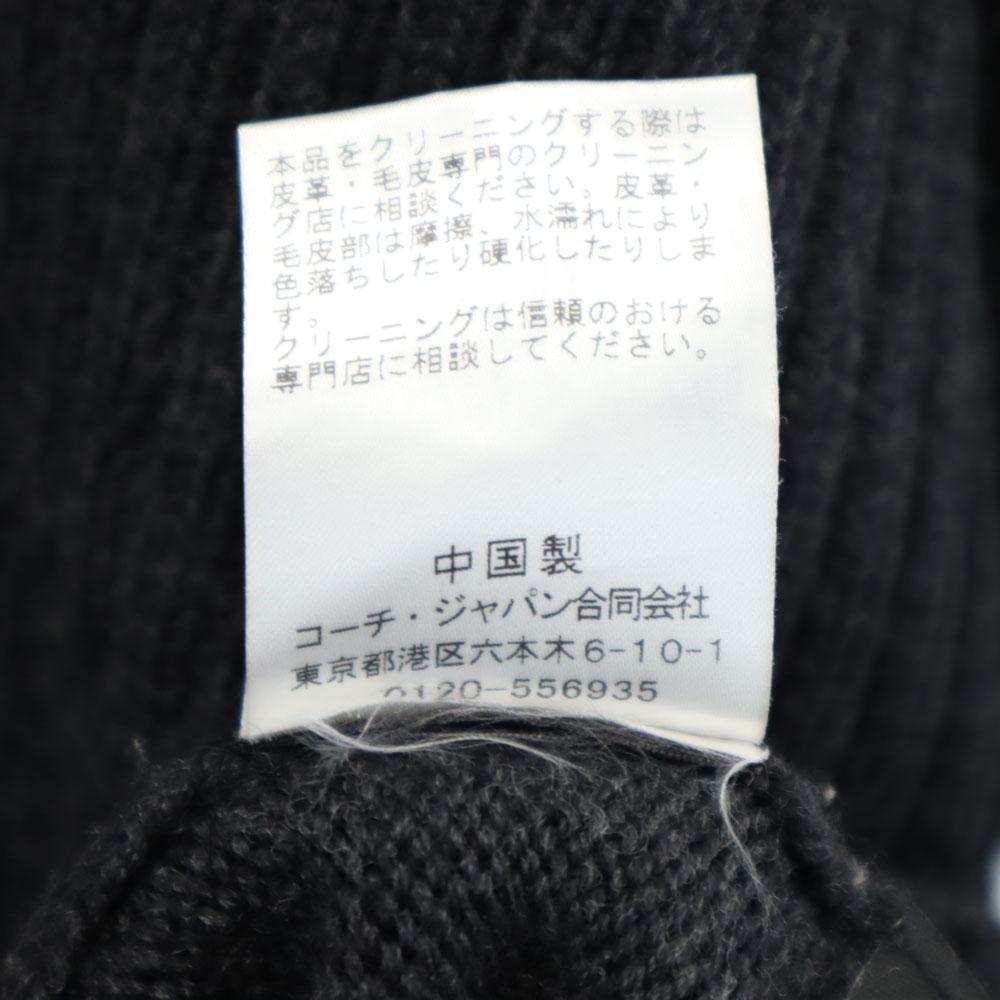 本品をクリーニングする際は
皮革・毛皮専門のクリーニン
グ店に相談ください。皮革・
毛皮部は摩擦、水濡れにより
色落ちしたり硬化したりしま
す。
クリーニングは信頼のおける
専門店に相談してください。
中国製
コーチ・ジャパン合同会社
東京都港区六本木6-10-1
0120-556935